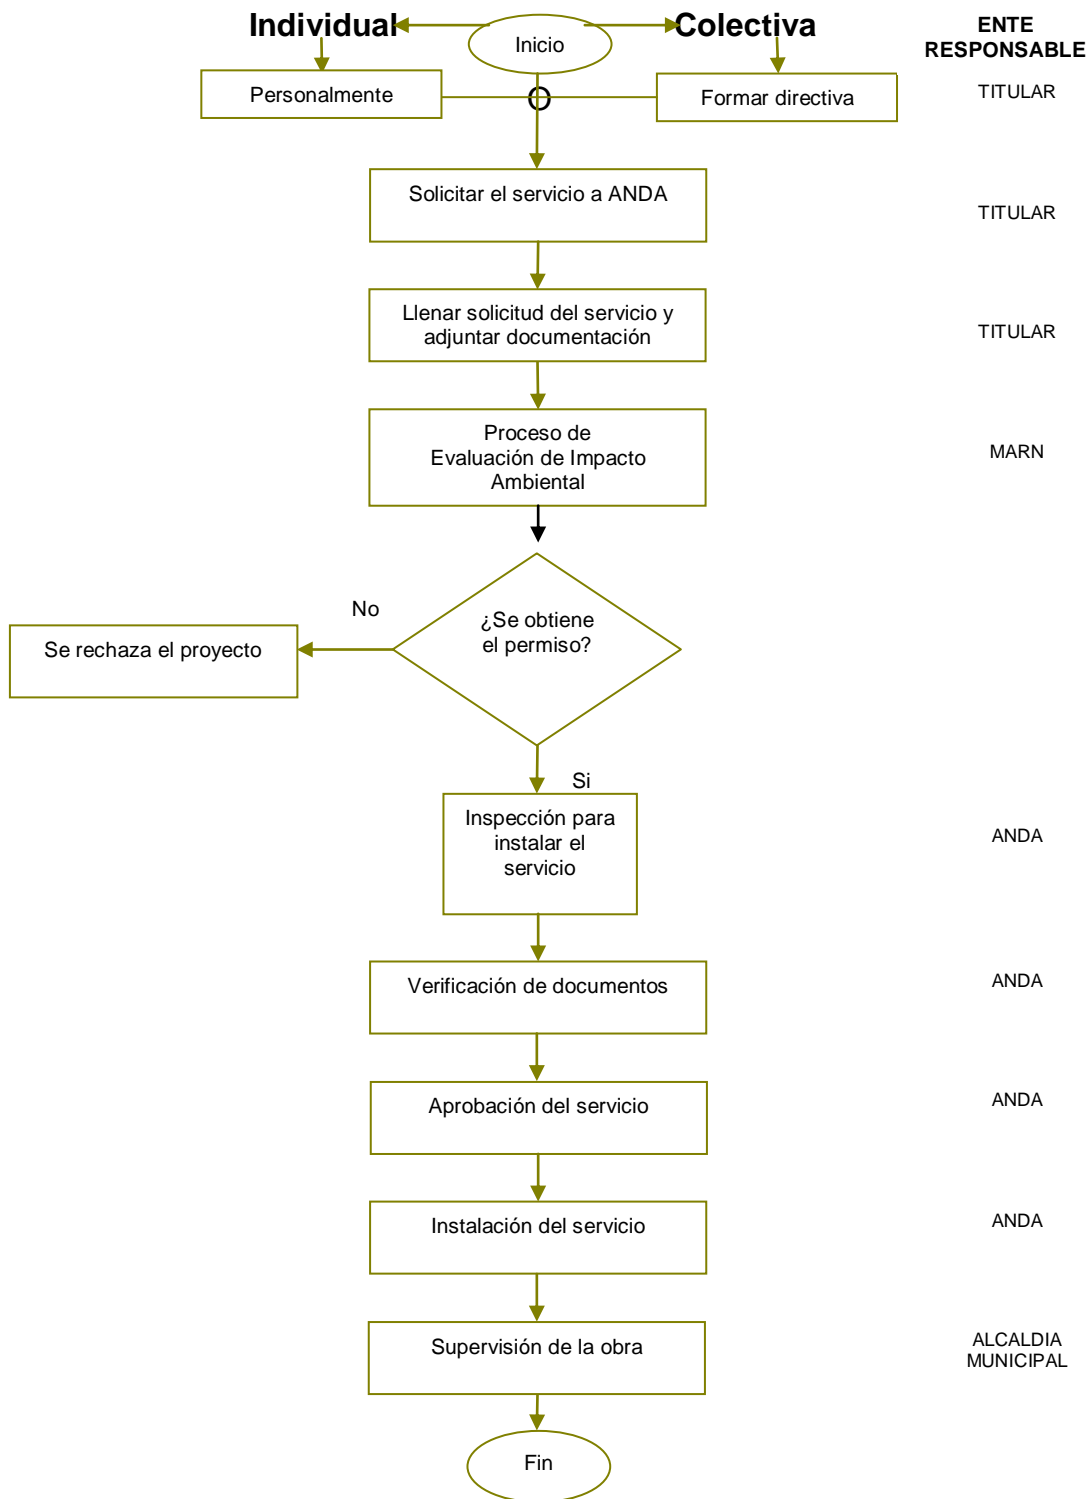 Individual
Inicio
Colectiva
ENTE
RESPONSABLE
Personalmente
O
Formar directiva
TITULAR
Solicitar el servicio a ANDA
TITULAR
Llenar solicitud del servicio y
adjuntar documentación
TITULAR
Proceso de
Evaluación de Impacto
Ambiental
MARN
¿Se obtiene
el permiso?
No
Se rechaza el proyecto
Si
Inspección para
instalar el
servicio
ANDA
Verificación de documentos
ANDA
Aprobación del servicio
ANDA
Instalación del servicio
ANDA
Supervisión de la obra
ALCALDIA
MUNICIPAL
Fin